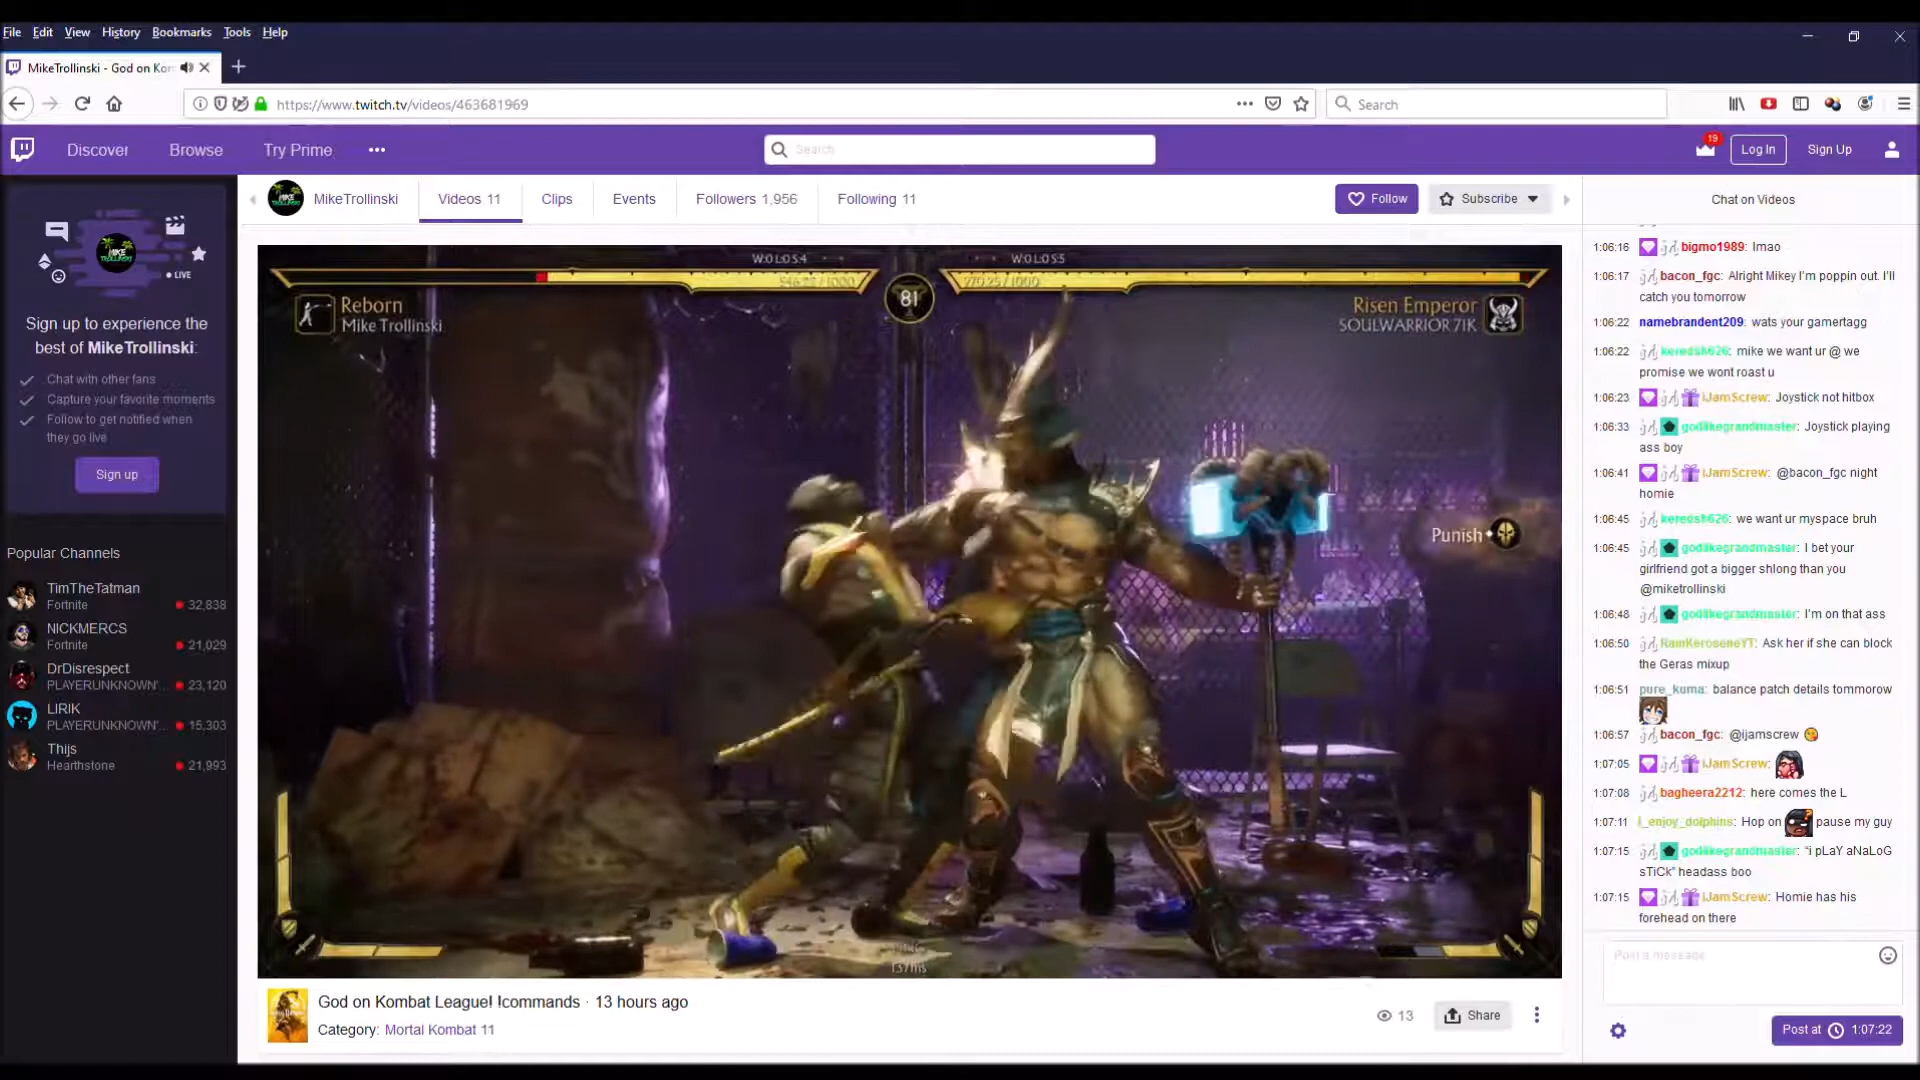 File Edit View History Bookmarks Tools Help
MikeTrollinski - God on Kom
https://www.twitch.tv/videos/463681969
Search
Discover Browse Try Prime
Search
19
Log In
Sign Up
MikeTrollinski
Videos 11
Clips
Events
Followers 1,956
Following 11
Follow
Subscribe
Chat on Videos
LIVE
Sign up to experience the
best of MikeTrollinski:
Chat with other fans
Capture your favorite moments
Follow to get notified when
they go live
Sign up
Popular Channels
TimTheTatman
Fortnite
32,838
NICKMERCS
Fortnite
21,029
DrDisrespect
PLAYERUNKNOWN'...
23,120
LIRIK
PLAYERUNKNOWN'...
15,303
Thijs
Hearthstone
21,993
W:0 L:0 S:4
W:0 L:0 S:5
81
Reborn
Mike Trollinski
Risen Emperor
SOULWARRIOR 71K
Punish
God on Kombat League! !commands · 13 hours ago
Category: Mortal Kombat 11
13
Share
1:06:16 bigmo1989: lmao
1:06:17 bacon_fgc: Alright Mikey I'm poppin out. I'll
catch you tomorrow
1:06:22 namebrandent209: wats your gamertagg
1:06:22 keredsh626: mike we want ur @ we
promise we wont roast u
1:06:23 iJamScrew: Joystick not hitbox
1:06:33 godlikegrandmaster: Joystick playing
ass boy
1:06:41 iJamScrew: @bacon_fgc night
homie
1:06:45 keredsh626: we want ur myspace bruh
1:06:45 godlikegrandmaster: I bet your
girlfriend got a bigger shlong than you
@miketrollinski
1:06:48 godlikegrandmaster: I'm on that ass
1:06:50 RamKeroseneYT: Ask her if she can block
the Geras mixup
1:06:51 pure_kuma: balance patch details tommorow
1:06:57 bacon_fgc: @ijamscrew
1:07:05 iJamScrew:
1:07:08 bagheera2212: here comes the L
1:07:11 I_enjoy_dolphins: Hop on pause my guy
1:07:15 godlikegrandmaster: "i pLaY aNaLoG
sTiCk" headass boo
1:07:15 iJamScrew: Homie has his
forehead on there
Post a message
Post at 1:07:22